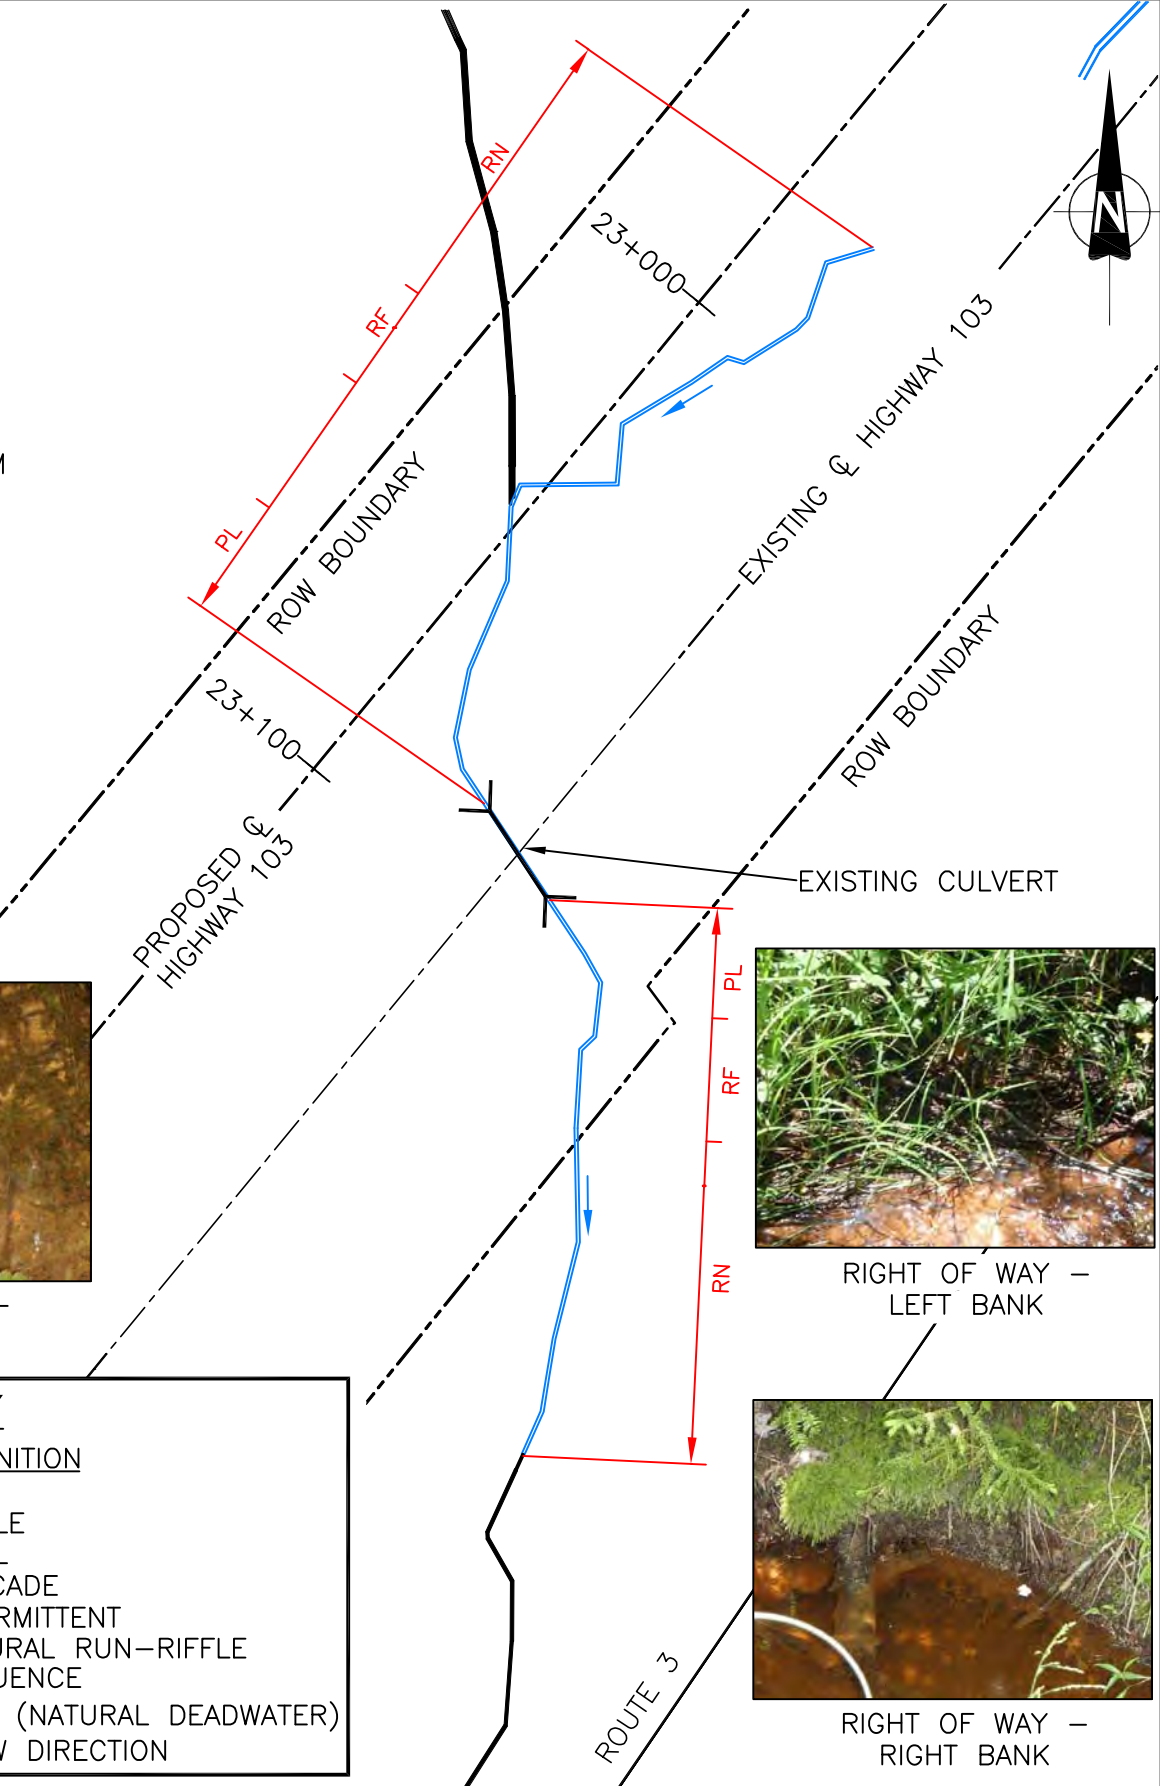 RN
23+000
N
RF
EXISTING ℄ HIGHWAY 103
M
ROW BOUNDARY
PL
ROW BOUNDARY
23+100
PROPOSED ℄
HIGHWAY 103
EXISTING CULVERT
PL
RF
RN
RIGHT OF WAY –
LEFT BANK
–
NITION
LE
CADE
RMITTENT
URAL RUN–RIFFLE
UENCE
(NATURAL DEADWATER)
W DIRECTION
ROUTE 3
RIGHT OF WAY –
RIGHT BANK